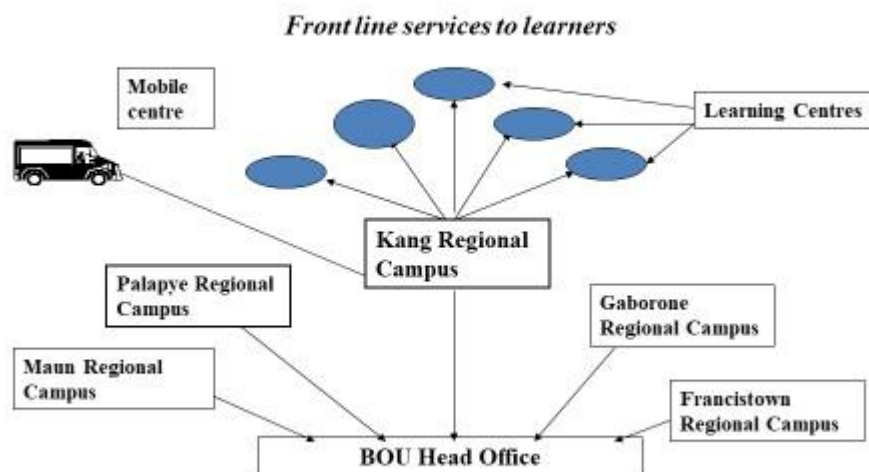 Front line services to learners
Mobile
centre
Learning Centres
Kang Regional
Campus
Palapye Regional
Campus
Gaborone
Regional Campus
Maun Regional
Campus
Francistown
Regional Campus
BOU Head Office